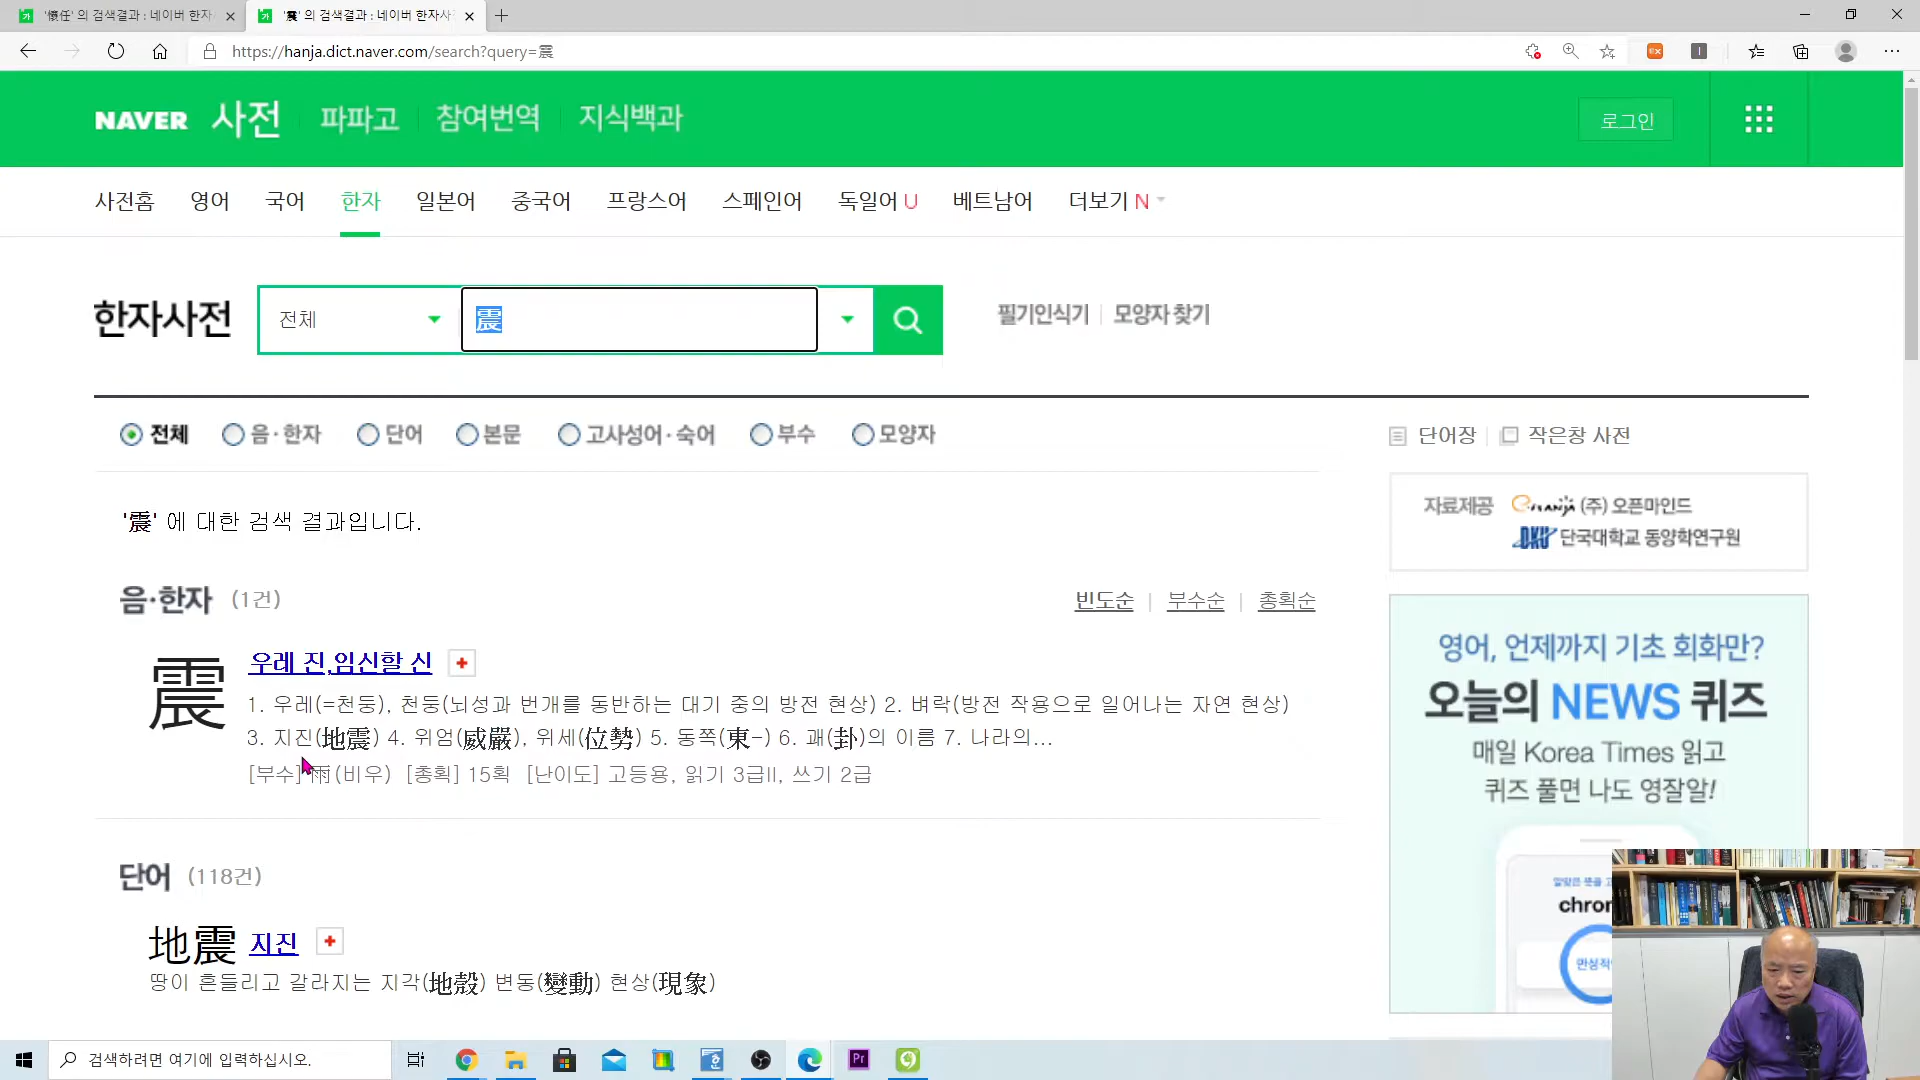 '懷任' 의 검색결과 : 네이버 한자
'震' 의 검색결과 : 네이버 한자사
https://hanja.dict.naver.com/search?query=震
NAVER 사전 파파고 참여번역 지식백과
로그인
사전홈 영어 국어 한자 일본어 중국어 프랑스어 스페인어 독일어 U 베트남어 더보기 N
한자사전 전체 震
필기인식기 모양자 찾기
전체 음·한자 단어 본문 고사성어·숙어 부수 모양자
단어장 작은창 사전
'震' 에 대한 검색 결과입니다.
자료제공 (주) 오픈마인드
DKU 단국대학교 동양학연구원
음·한자 (1건)
빈도순 부수순 총획순
震 우레 진,임신할 신
1. 우레(=천둥), 천둥(뇌성과 번개를 동반하는 대기 중의 방전 현상) 2. 벼락(방전 작용으로 일어나는 자연 현상)
3. 지진(地震) 4. 위엄(威嚴), 위세(位勢) 5. 동쪽(東-) 6. 괘(卦)의 이름 7. 나라의...
[부수] 雨(비우) [총획] 15획 [난이도] 고등용, 읽기 3급II, 쓰기 2급
단어 (118건)
地震 지진
땅이 흔들리고 갈라지는 지각(地殼) 변동(變動) 현상(現象)
영어, 언제까지 기초 회화만?
오늘의 NEWS 퀴즈
매일 Korea Times 읽고
퀴즈 풀면 나도 영잘알!
chron
만성적
검색하려면 여기에 입력하십시오.
Pr